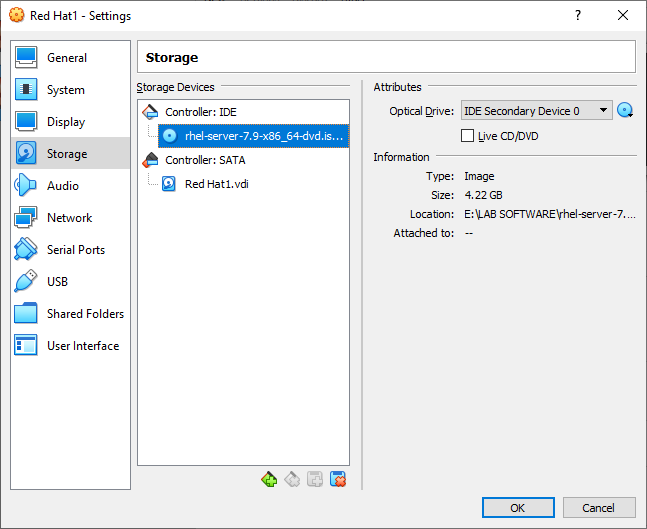 Red Hat1 - Settings
?
General
System
Display
Storage
Audio
Network
Serial Ports
USB
Shared Folders
User Interface
Storage
Storage Devices
Controller: IDE
rhel-server-7.9-x86_64-dvd.is...
Controller: SATA
Red Hat1.vdi
Attributes
Optical Drive: IDE Secondary Device 0
Live CD/DVD
Information
Type: Image
Size: 4.22 GB
Location: E:\LAB SOFTWARE\rhel-server-7....
Attached to: --
OK
Cancel